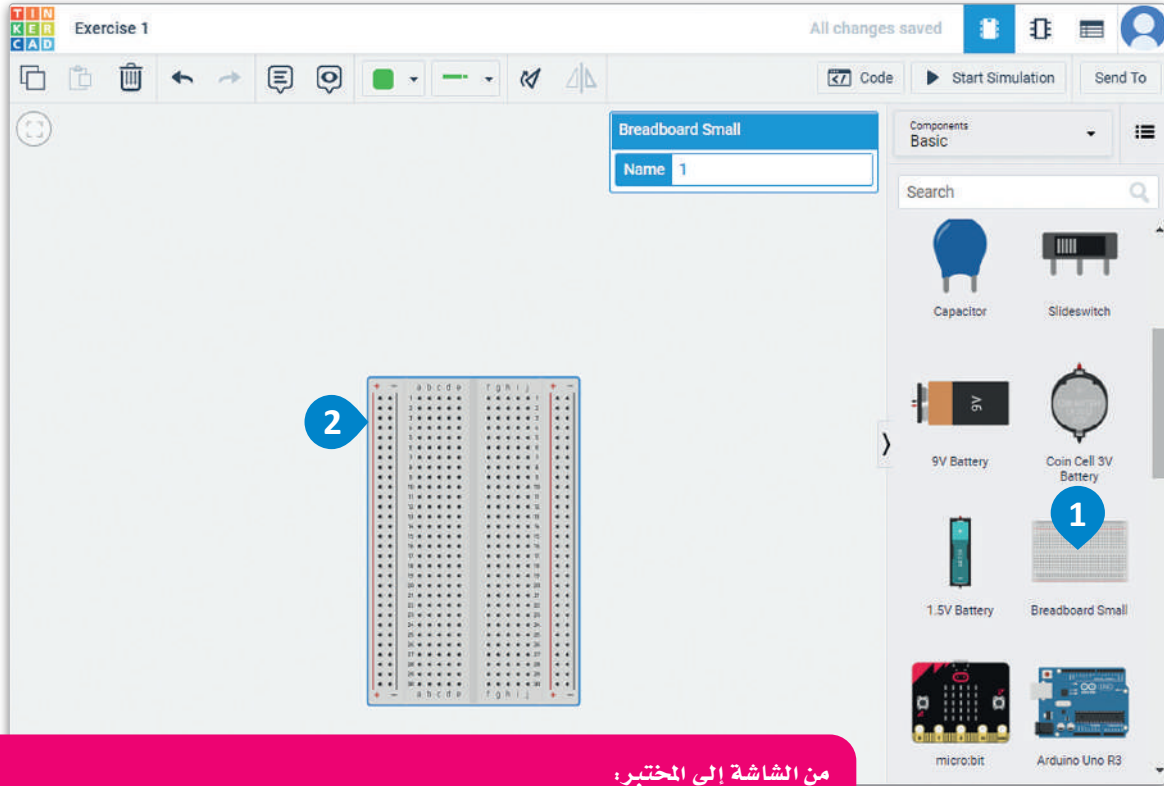 TIN
KER
CAD
Exercise 1
All changes saved
Code
Start Simulation
Send To
Breadboard Small
Name 1
Components
Basic
Search
Capacitor
Slideswitch
9V
9V Battery
Coin Cell 3V
Battery
1
1.5V Battery
Breadboard Small
micro:bit
Arduino Uno R3
2
+ - a b c d e f g h i j + -
+ - a b c d e f g h i j + -
من الشاشة إلى المختبر: